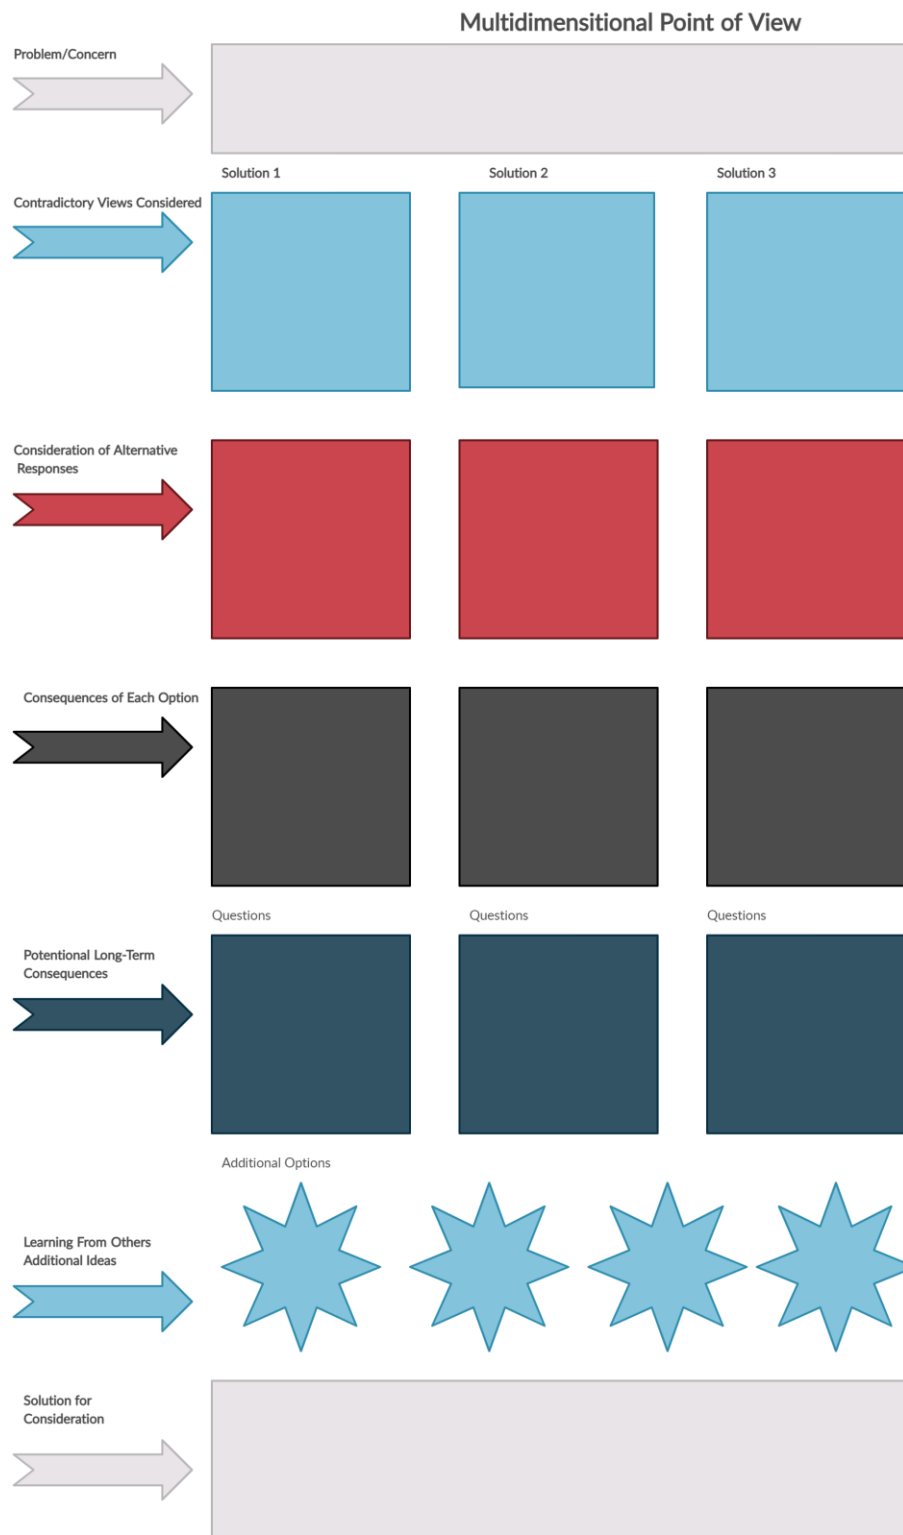 Multidimensitional Point of View
Problem/Concern
Solution 1
Solution 2
Solution 3
Contradictory Views Considered
Consideration of Alternative
Responses
Consequences of Each Option
Questions
Questions
Questions
Potentional Long-Term
Consequences
Additional Options
Learning From Others
Additional Ideas
Solution for
Consideration